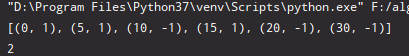 "D:\Program Files\Python37\venv\Scripts\python.exe" F:/alg
[(0, 1), (5, 1), (10, -1), (15, 1), (20, -1), (30, -1)]
2